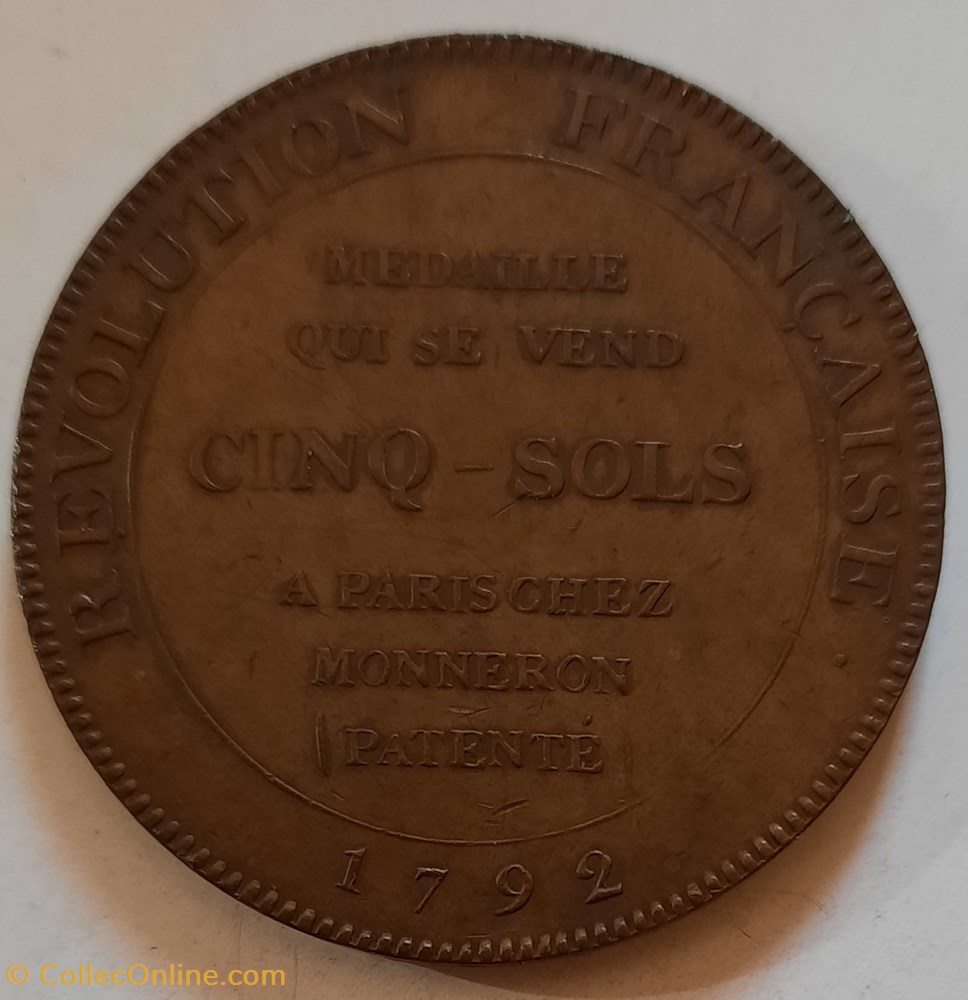 REVOLUTION FRANÇAISE.
MEDAILLE
QUI SE VEND
CINQ - SOLS
A PARIS CHEZ
MONNERON
PATENTÉ
1792
© CollecOnline.com